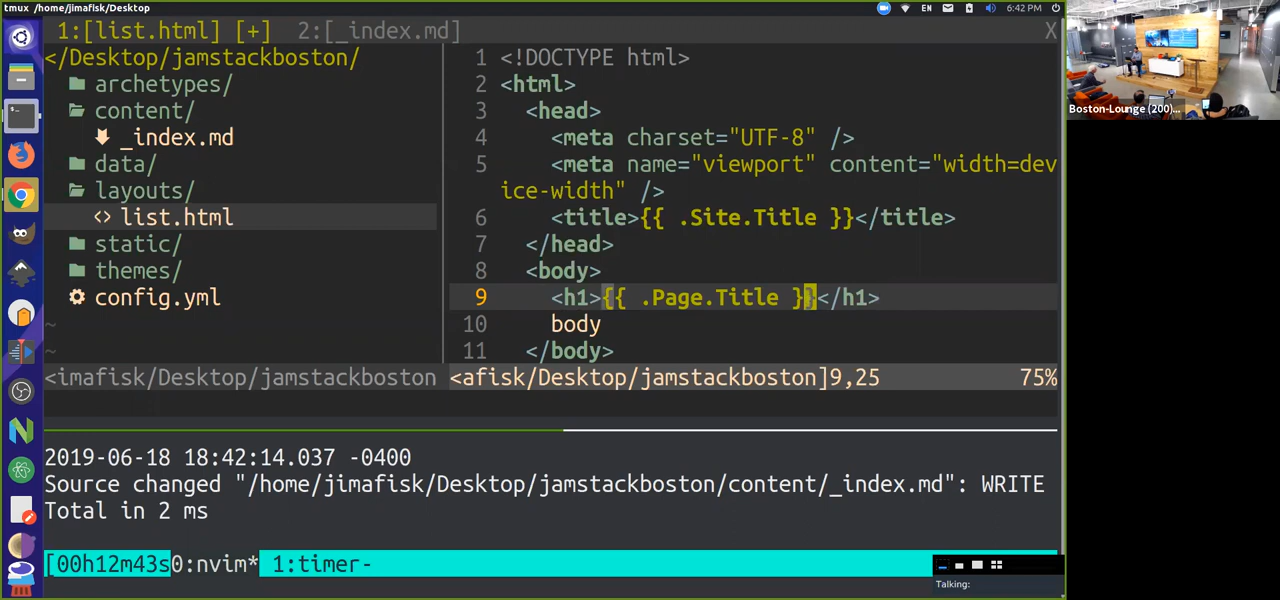 tmux /home/jimafisk/Desktop
EN
6:42 PM
1:[list.html] [+]  2:[_index.md]
X
</Desktop/jamstackboston/
archetypes/
content/
_index.md
data/
layouts/
<> list.html
static/
themes/
config.yml
~
~
1 <!DOCTYPE html>
2 <html>
3 <head>
4 <meta charset="UTF-8" />
5 <meta name="viewport" content="width=dev
ice-width" />
6 <title>{{ .Site.Title }}</title>
7 </head>
8 <body>
9 <h1>{{ .Page.Title }}</h1>
10 body
11 </body>
<imafisk/Desktop/jamstackboston
<afisk/Desktop/jamstackboston]9,25 75%
2019-06-18 18:42:14.037 -0400
Source changed "/home/jimafisk/Desktop/jamstackboston/content/_index.md": WRITE
Total in 2 ms
[00h12m43s0:nvim* 1:timer-
Talking:
Boston-Lounge (200)...